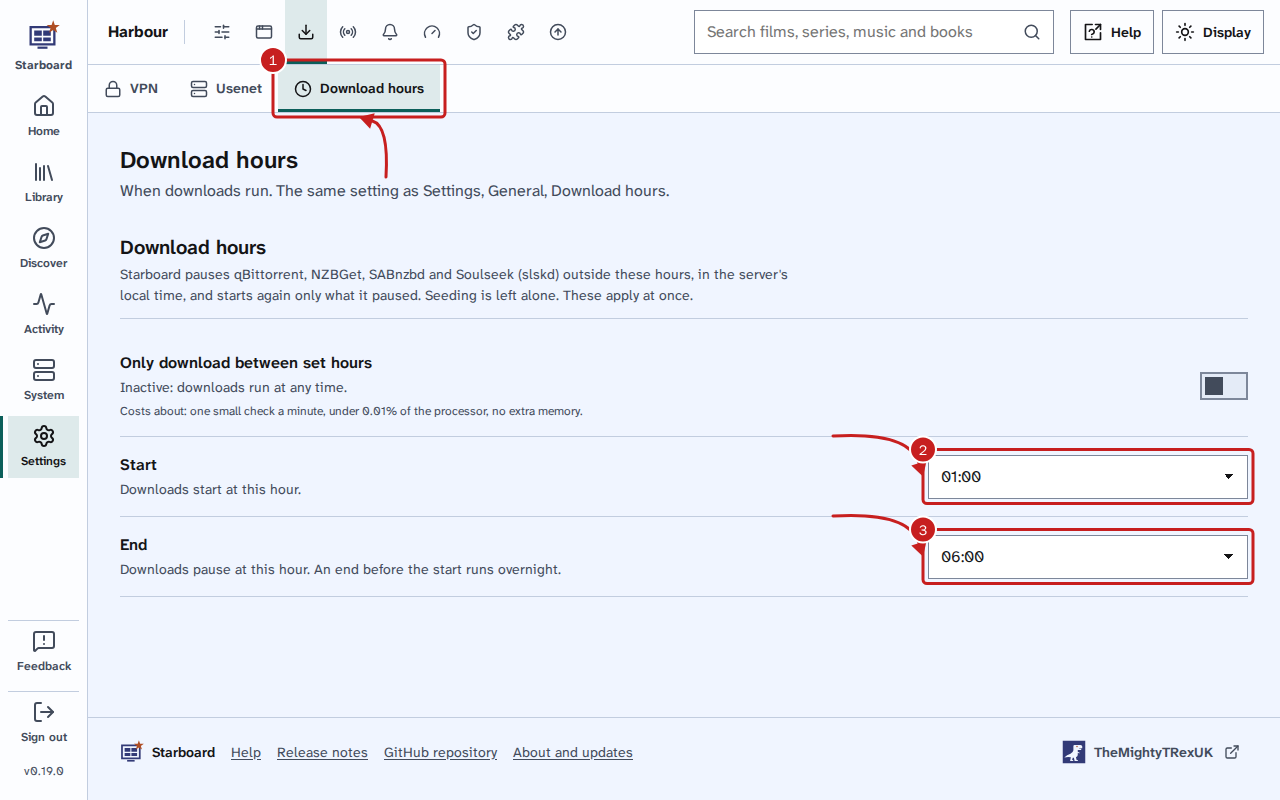 Starboard
Home
Library
Discover
Activity
System
Settings
Feedback
Sign out
v0.19.0
Harbour
Search films, series, music and books
Help
Display
1
VPN
Usenet
Download hours
Download hours
When downloads run. The same setting as Settings, General, Download hours.
Download hours
Starboard pauses qBittorrent, NZBGet, SABnzbd and Soulseek (slskd) outside these hours, in the server's
local time, and starts again only what it paused. Seeding is left alone. These apply at once.
Only download between set hours
Inactive: downloads run at any time.
Costs about: one small check a minute, under 0.01% of the processor, no extra memory.
Start
Downloads start at this hour.
2
01:00
End
Downloads pause at this hour. An end before the start runs overnight.
3
06:00
Starboard
Help
Release notes
GitHub repository
About and updates
TheMightyTRexUK